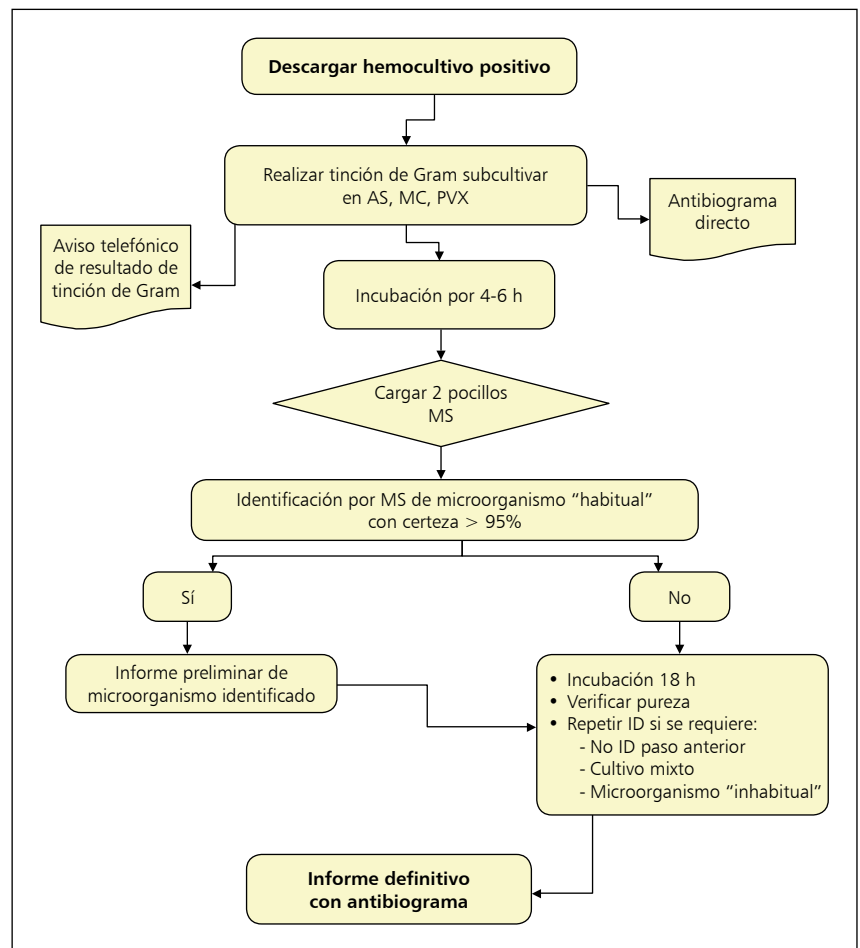 Descargar hemocultivo positivo
Realizar tinción de Gram subcultivar
en AS, MC, PVX
Antibiograma
directo
Aviso telefónico
de resultado de
tinción de Gram
Incubación por 4-6 h
Cargar 2 pocillos
MS
Identificación por MS de microorganismo “habitual”
con certeza > 95%
Sí
No
Informe preliminar de
microorganismo identificado
• Incubación 18 h
• Verificar pureza
• Repetir ID si se requiere:
- No ID paso anterior
- Cultivo mixto
- Microorganismo “inhabitual”
Informe definitivo
con antibiograma